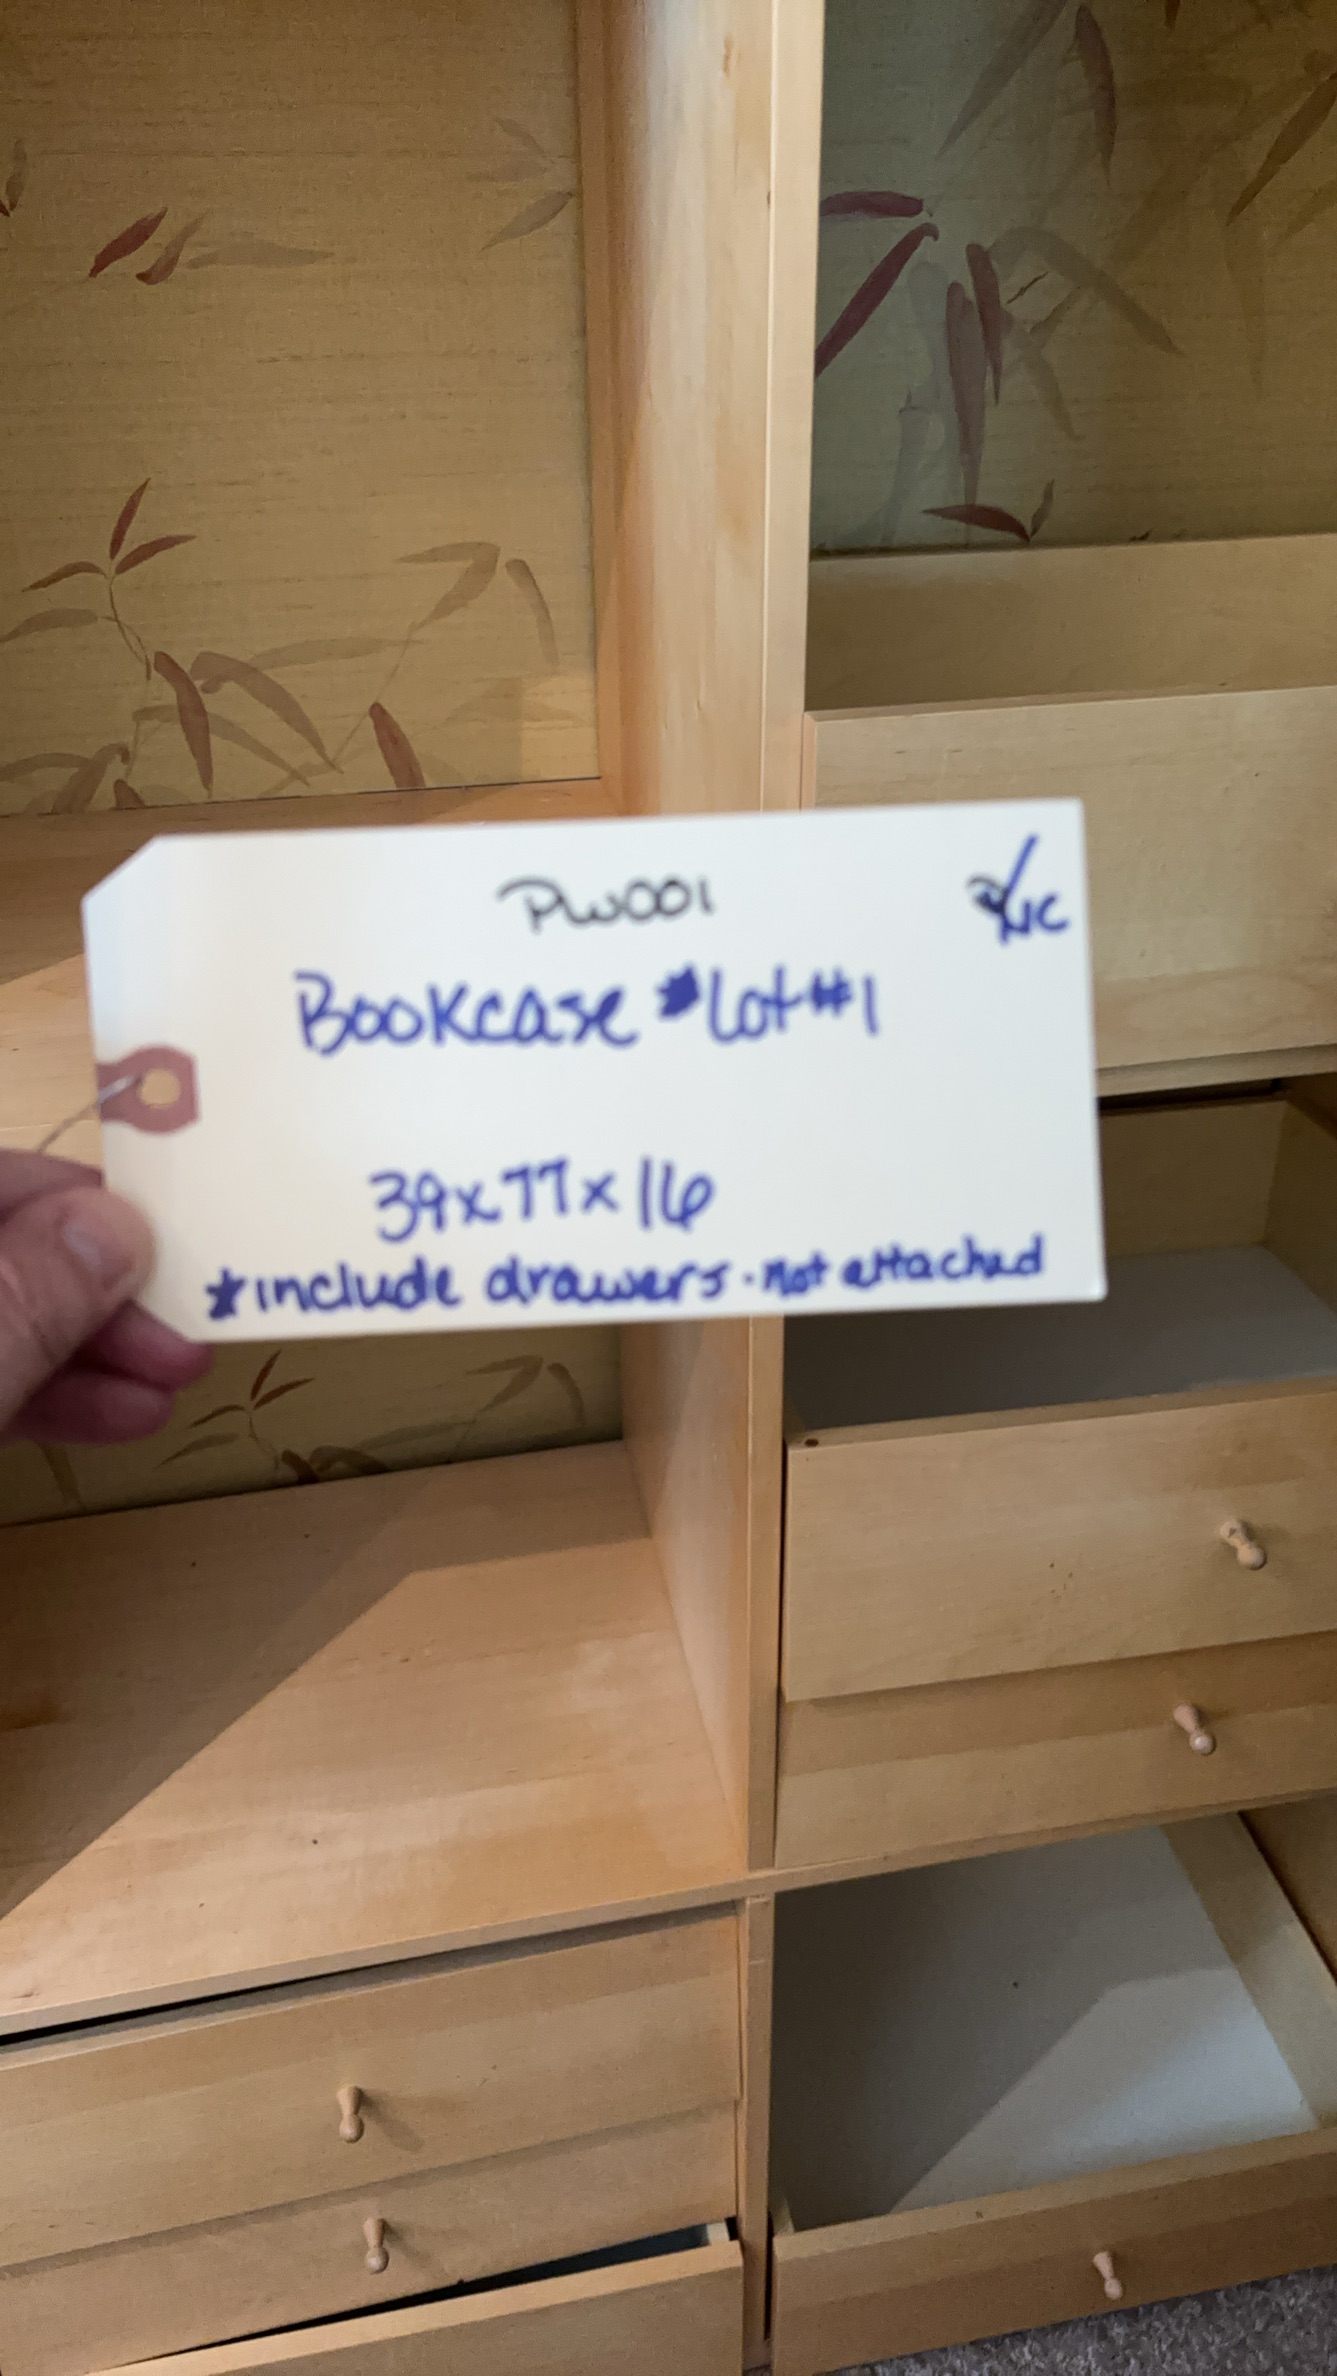 PW001
Bookcase Lot#1
39x77x16
*include drawers. not attached